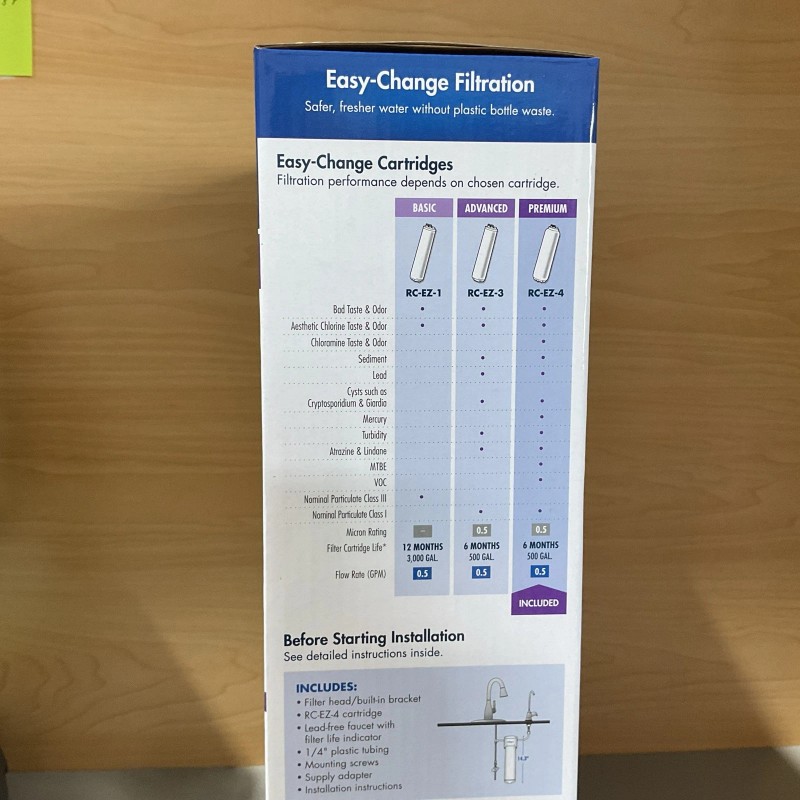 Easy-Change Filtration
Safer, fresher water without plastic bottle waste.
Easy-Change Cartridges
Filtration performance depends on chosen cartridge.
BASIC ADVANCED PREMIUM
RC-EZ-1 RC-EZ-3 RC-EZ-4
Bad Taste & Odor • • •
Aesthetic Chlorine Taste & Odor • • •
Chloramine Taste & Odor •
Sediment • •
Lead • •
Cysts such as
Cryptosporidium & Giardia • •
Mercury •
Turbidity • •
Atrazine & Lindane • •
MTBE •
VOC •
Nominal Particulate Class III •
Nominal Particulate Class I • •
Micron Rating – 0.5 0.5
Filter Cartridge Life* 12 MONTHS 6 MONTHS 6 MONTHS
3,000 GAL. 500 GAL. 500 GAL.
Flow Rate (GPM) 0.5 0.5 0.5
INCLUDED
Before Starting Installation
See detailed instructions inside.
INCLUDES:
• Filter head/built-in bracket
• RC-EZ-4 cartridge
• Lead-free faucet with
filter life indicator
• 1/4" plastic tubing
• Mounting screws
• Supply adapter
• Installation instructions